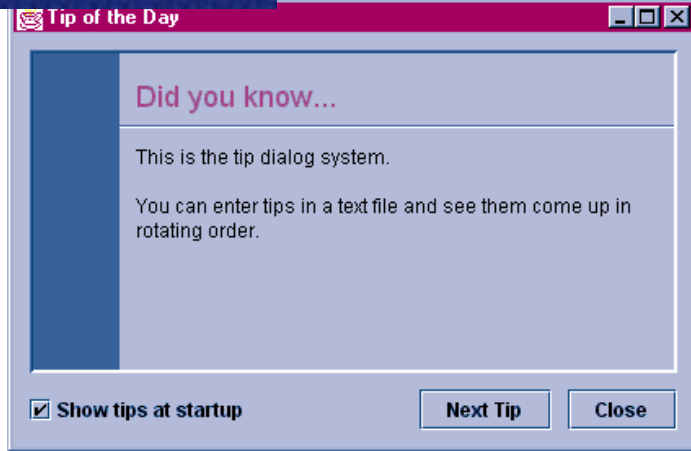 Tip of the Day
Did you know...
This is the tip dialog system.
You can enter tips in a text file and see them come up in
rotating order.
Show tips at startup
Next Tip
Close